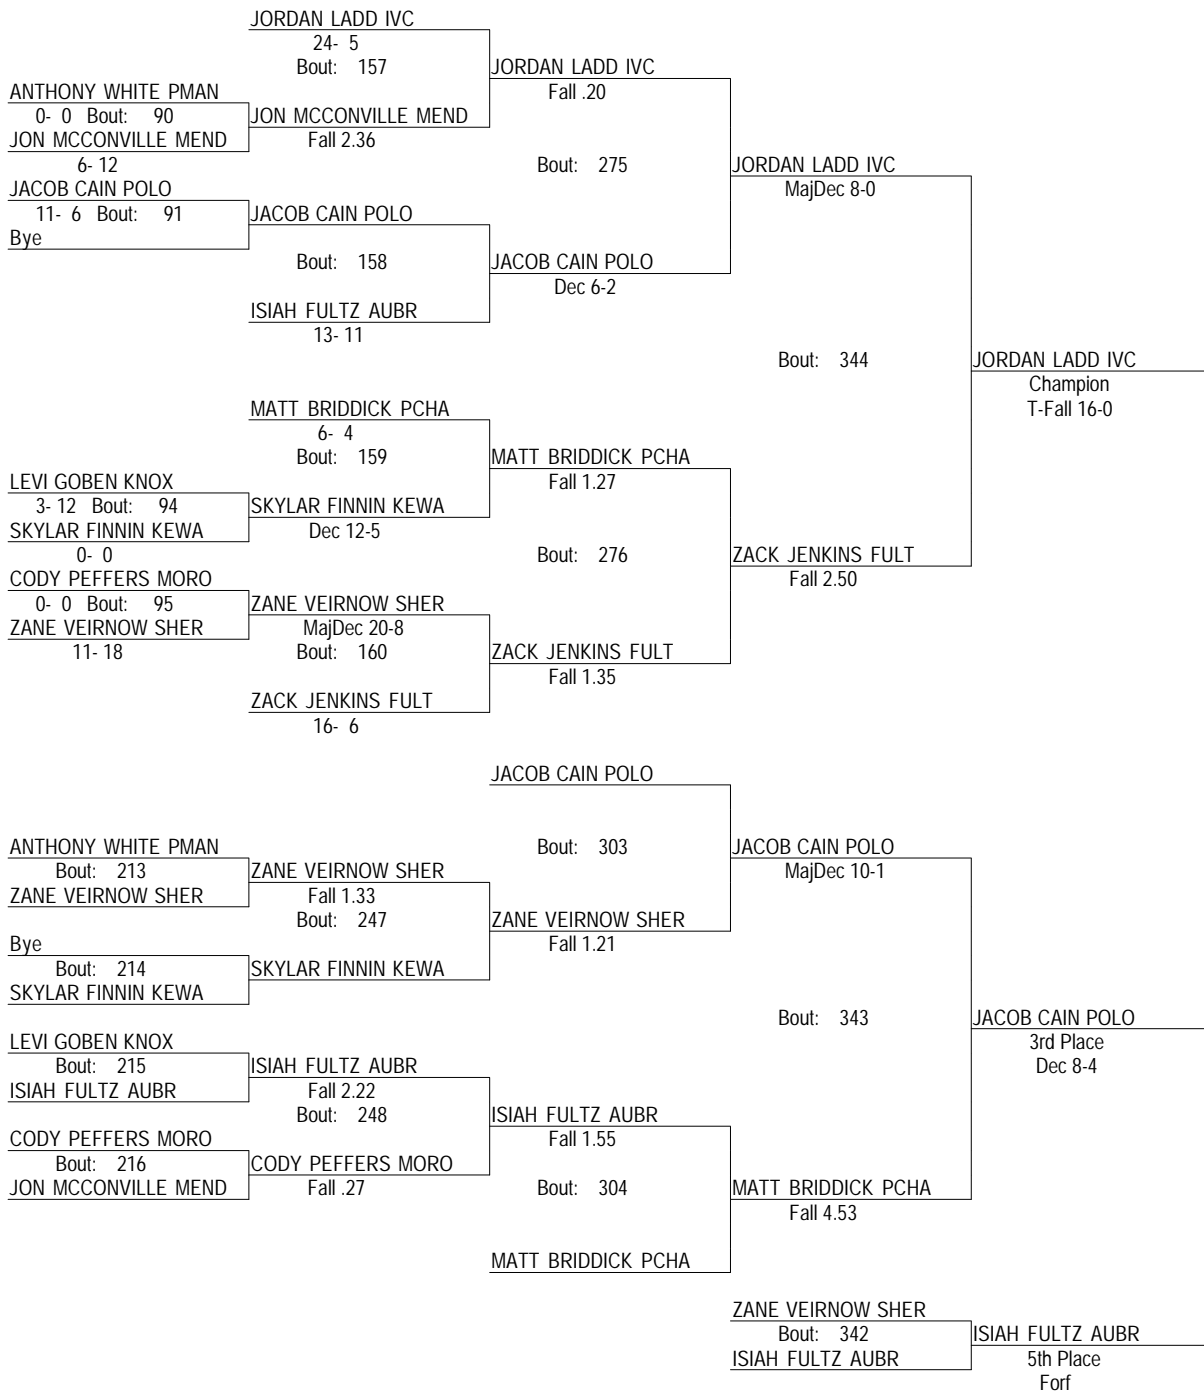 JORDAN LADD IVC
24- 5
Bout: 157
JORDAN LADD IVC
Fall .20
ANTHONY WHITE PMAN
0- 0 Bout: 90
JON MCCONVILLE MEND
Fall 2.36
JON MCCONVILLE MEND
6- 12
Bout: 275
JORDAN LADD IVC
MajDec 8-0
JACOB CAIN POLO
11- 6 Bout: 91
JACOB CAIN POLO
Bye
Bout: 158
JACOB CAIN POLO
Dec 6-2
ISIAH FULTZ AUBR
13- 11
Bout: 344
JORDAN LADD IVC
Champion
T-Fall 16-0
MATT BRIDDICK PCHA
6- 4
Bout: 159
MATT BRIDDICK PCHA
Fall 1.27
LEVI GOBEN KNOX
3- 12 Bout: 94
SKYLAR FINNIN KEWA
Dec 12-5
SKYLAR FINNIN KEWA
0- 0
Bout: 276
ZACK JENKINS FULT
Fall 2.50
CODY PEFFERS MORO
0- 0 Bout: 95
ZANE VEIRNOW SHER
MajDec 20-8
ZANE VEIRNOW SHER
11- 18
Bout: 160
ZACK JENKINS FULT
Fall 1.35
ZACK JENKINS FULT
16- 6
JACOB CAIN POLO
Bout: 303
JACOB CAIN POLO
MajDec 10-1
ANTHONY WHITE PMAN
Bout: 213
ZANE VEIRNOW SHER
Fall 1.33
ZANE VEIRNOW SHER
Bout: 247
ZANE VEIRNOW SHER
Fall 1.21
Bye
Bout: 214
SKYLAR FINNIN KEWA
SKYLAR FINNIN KEWA
Bout: 343
JACOB CAIN POLO
3rd Place
Dec 8-4
LEVI GOBEN KNOX
Bout: 215
ISIAH FULTZ AUBR
Fall 2.22
ISIAH FULTZ AUBR
Bout: 248
ISIAH FULTZ AUBR
Fall 1.55
CODY PEFFERS MORO
Bout: 216
CODY PEFFERS MORO
Fall .27
JON MCCONVILLE MEND
Bout: 304
MATT BRIDDICK PCHA
Fall 4.53
MATT BRIDDICK PCHA
ZANE VEIRNOW SHER
Bout: 342
ISIAH FULTZ AUBR
ISIAH FULTZ AUBR
5th Place
Forf